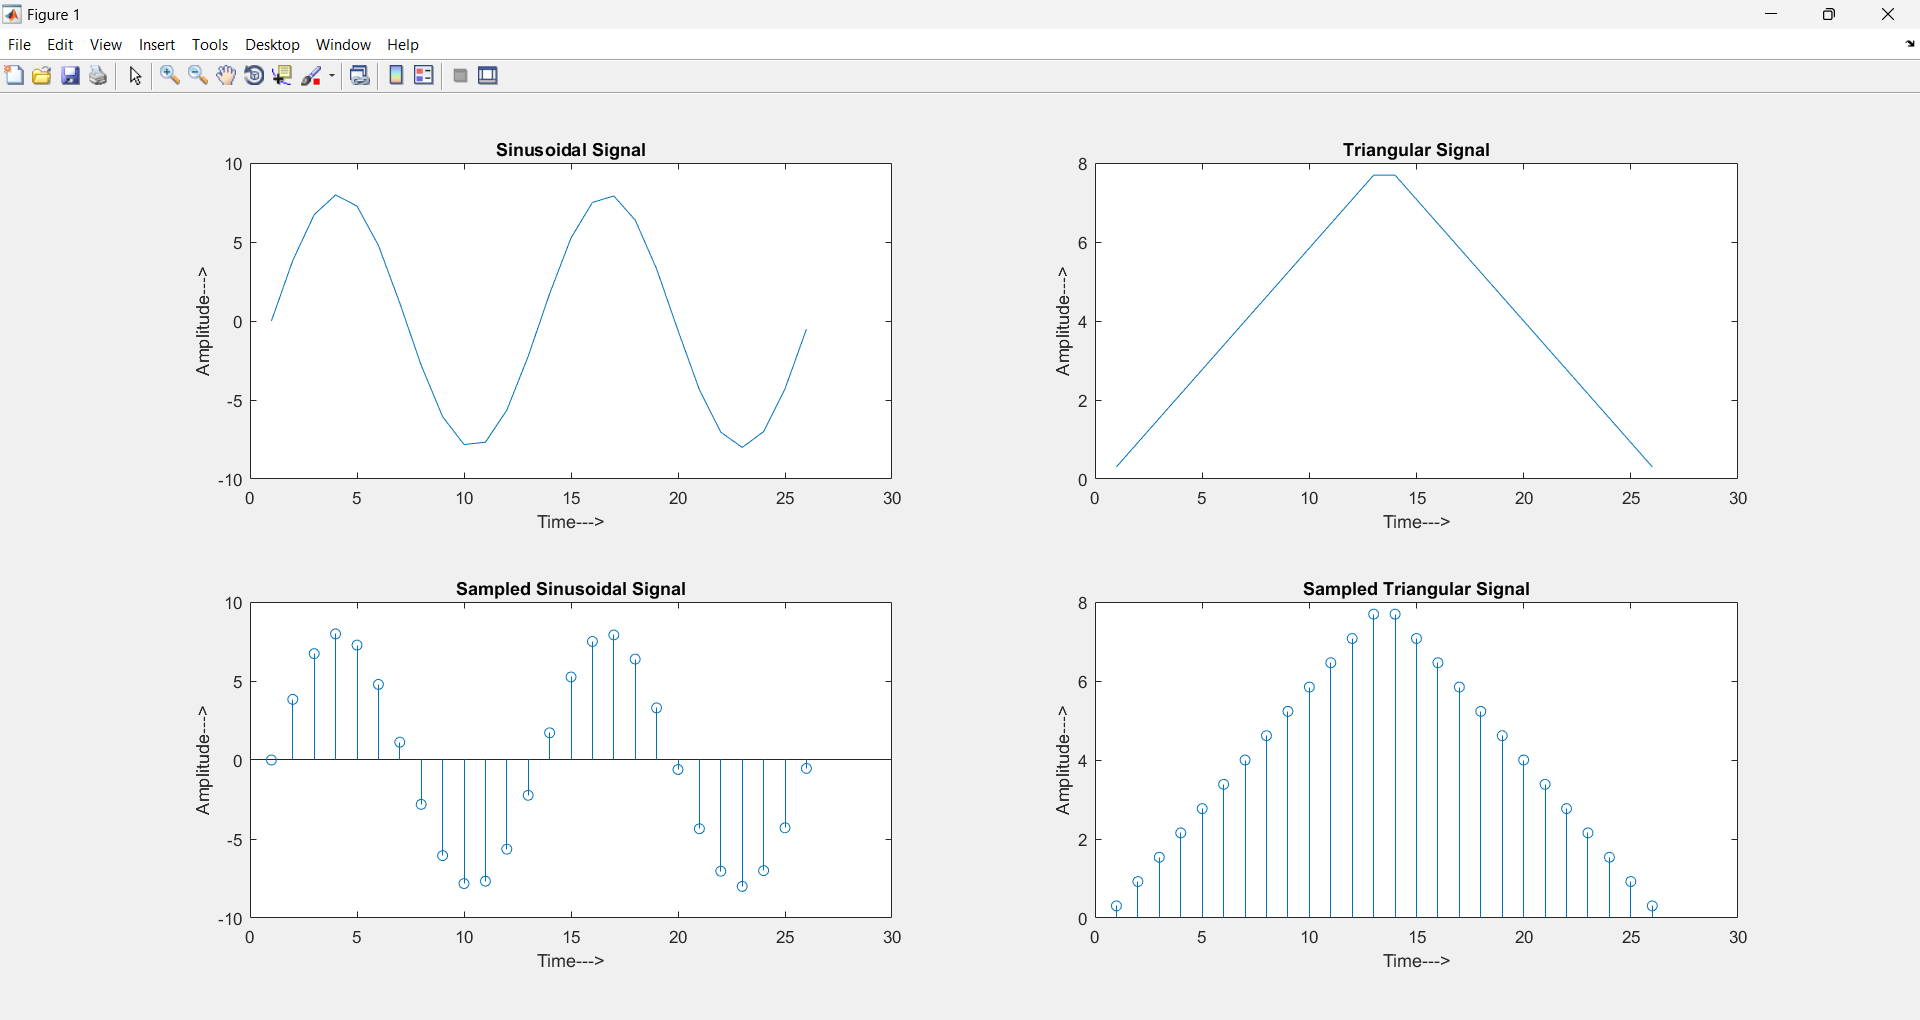 Figure 1
File Edit View Insert Tools Desktop Window Help
Sinusoidal Signal
10
5
0
-5
-10
Amplitude--->
0 5 10 15 20 25 30
Time--->
Triangular Signal
8
6
4
2
0
Amplitude--->
0 5 10 15 20 25 30
Time--->
Sampled Sinusoidal Signal
10
5
0
-5
-10
Amplitude--->
0 5 10 15 20 25 30
Time--->
Sampled Triangular Signal
8
6
4
2
0
Amplitude--->
0 5 10 15 20 25 30
Time--->